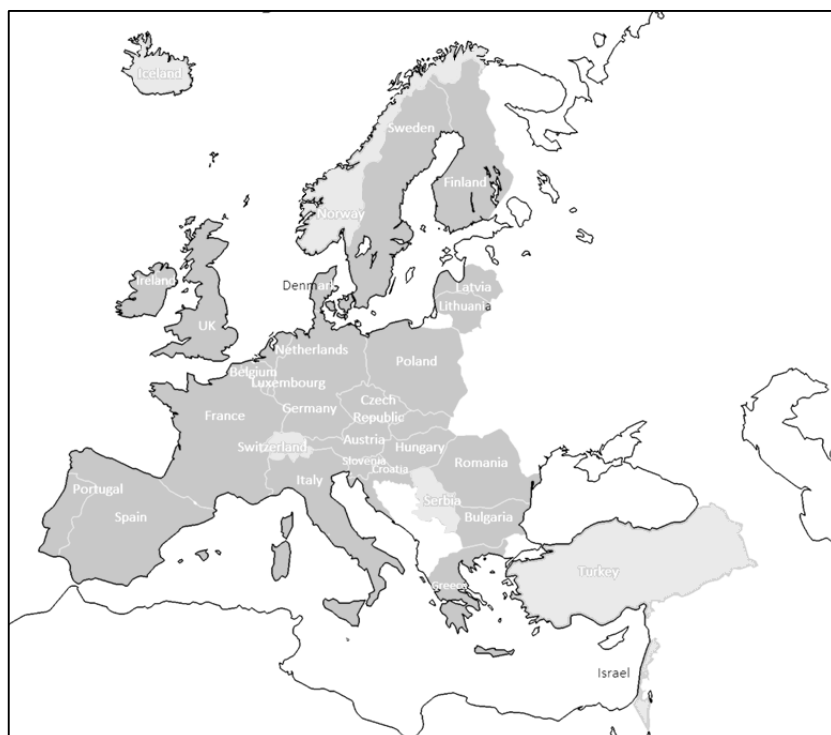 Iceland
Sweden
Finland
Norway
Denmark
Latvia
Lithuania
Ireland
UK
Netherlands
Poland
Belgium
Luxembourg
Czech
Republic
France
Germany
Austria
Switzerland
Hungary
Slovenia
Romania
Croatia
Italy
Portugal
Serbia
Spain
Bulgaria
Turkey
Greece
Israel